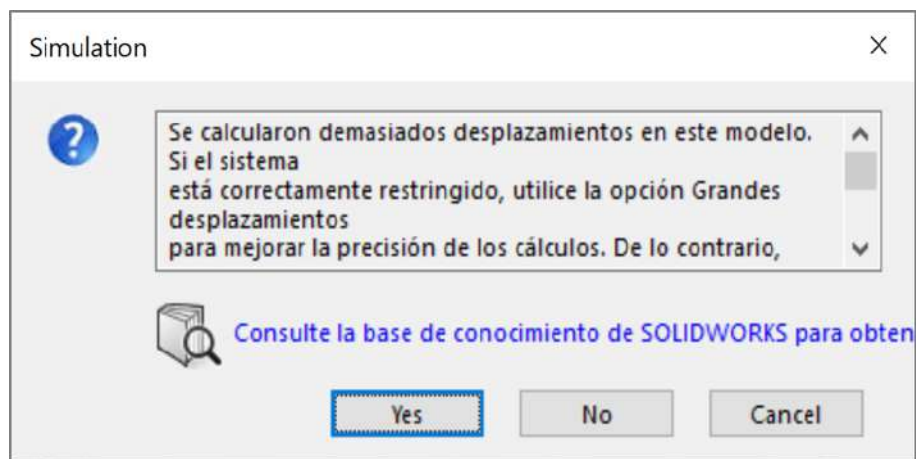 Simulation
Se calcularon demasiados desplazamientos en este modelo.
Si el sistema
está correctamente restringido, utilice la opción Grandes
desplazamientos
para mejorar la precisión de los cálculos. De lo contrario,
Consulte la base de conocimiento de SOLIDWORKS para obten
Yes No Cancel